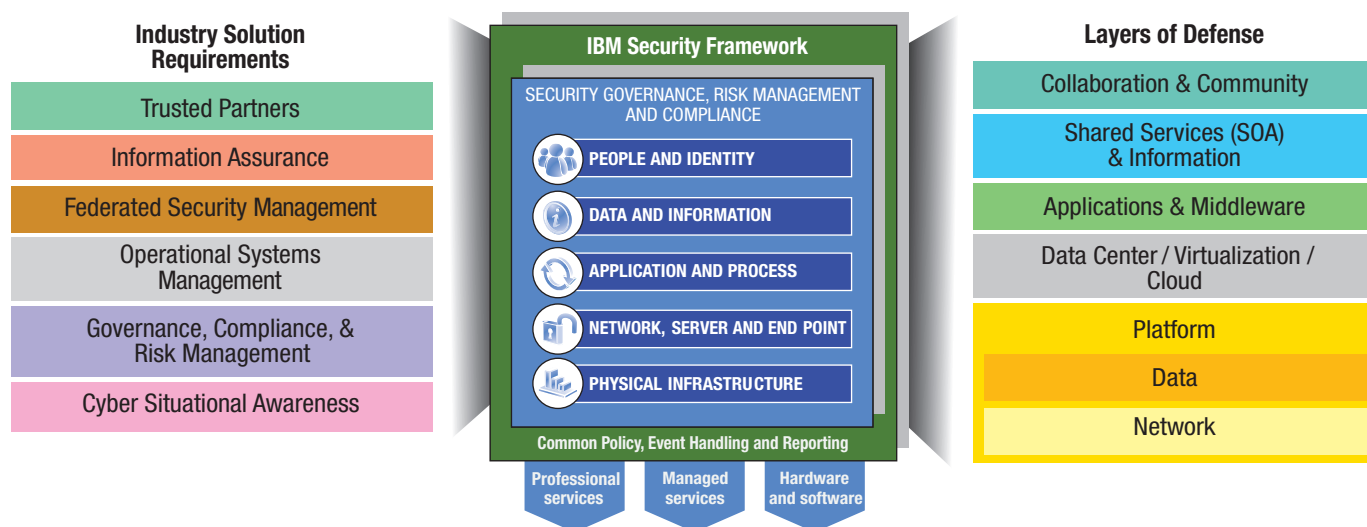 Industry Solution
Requirements
Trusted Partners
Information Assurance
Federated Security Management
Operational Systems
Management
Governance, Compliance, &
Risk Management
Cyber Situational Awareness
IBM Security Framework
SECURITY GOVERNANCE, RISK MANAGEMENT
AND COMPLIANCE
PEOPLE AND IDENTITY
DATA AND INFORMATION
APPLICATION AND PROCESS
NETWORK, SERVER AND END POINT
PHYSICAL INFRASTRUCTURE
Common Policy, Event Handling and Reporting
Professional
services
Managed
services
Hardware
and software
Layers of Defense
Collaboration & Community
Shared Services (SOA)
& Information
Applications & Middleware
Data Center / Virtualization /
Cloud
Platform
Data
Network